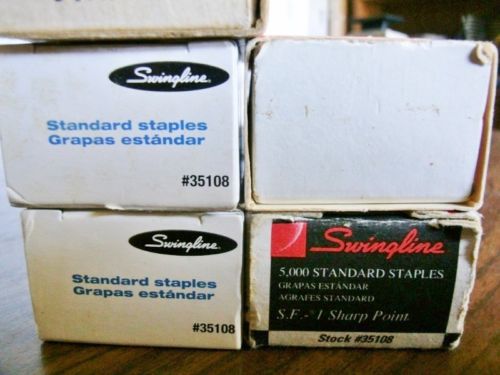 Swingline
Standard staples
Grapas estándar
#35108
Swingline
Standard staples
Grapas estándar
#35108
Swingline
5,000 STANDARD STAPLES
GRAPAS ESTÁNDAR
AGRAFES STANDARD
S.F.-1 Sharp Point
Stock #35108